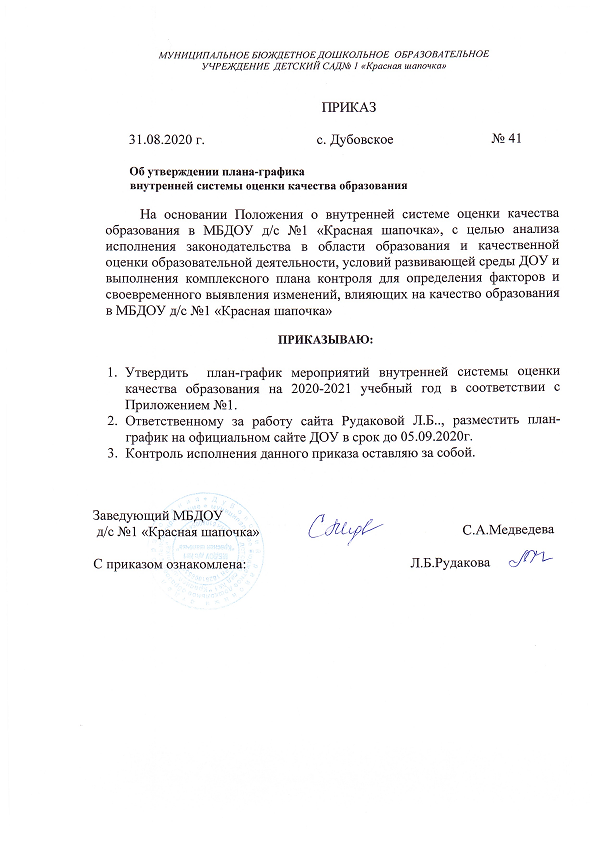 МУНИЦИПАЛЬНОЕ БЮЖДЕТНОЕ ДОШКОЛЬНОЕ ОБРАЗОВАТЕЛЬНОЕ
УЧРЕЖДЕНИЕ ДЕТСКИЙ САД№ 1 «Красная шапочка»
ПРИКАЗ
31.08.2020 г. с. Дубовское № 41
Об утверждении плана-графика
внутренней системы оценки качества образования
На основании Положения о внутренней системе оценки качества
образования в МБДОУ д/с №1 «Красная шапочка», с целью анализа
исполнения законодательства в области образования и качественной
оценки образовательной деятельности, условий развивающей среды ДОУ и
выполнения комплексного плана контроля для определения факторов и
своевременного выявления изменений, влияющих на качество образования
в МБДОУ д/с №1 «Красная шапочка»
ПРИКАЗЫВАЮ:
1. Утвердить план-график мероприятий внутренней системы оценки
качества образования на 2020-2021 учебный год в соответствии с
Приложением №1.
2. Ответственному за работу сайта Рудаковой Л.Б.., разместить план-
график на официальном сайте ДОУ в срок до 05.09.2020г.
3. Контроль исполнения данного приказа оставляю за собой.
Заведующий МБДОУ
д/с №1 «Красная шапочка» С.А.Медведева
С приказом ознакомлена: Л.Б.Рудакова